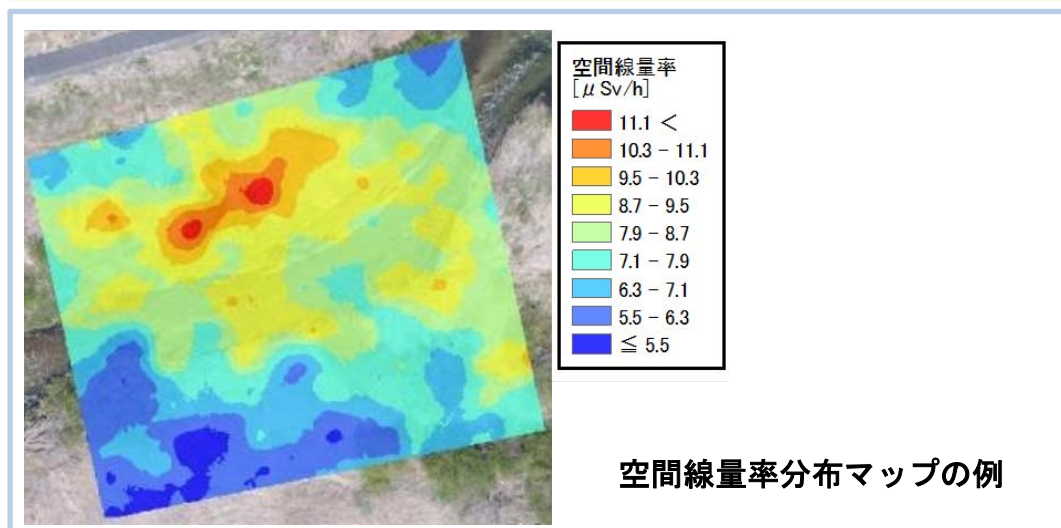 空間線量率
[μSv/h]
11.1 <
10.3 - 11.1
9.5 - 10.3
8.7 - 9.5
7.9 - 8.7
7.1 - 7.9
6.3 - 7.1
5.5 - 6.3
≦ 5.5
空間線量率分布マップの例